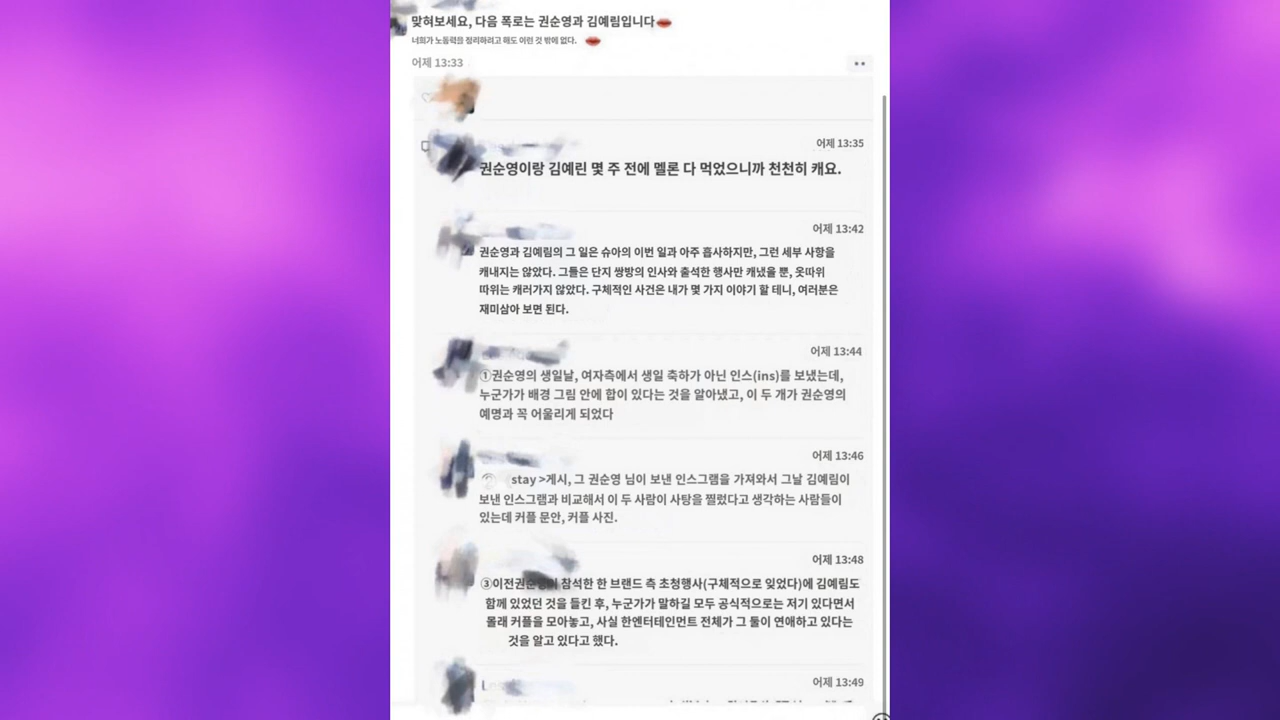 맞혀보세요, 다음 폭로는 권순영과 김예림입니다
너희가 노동력을 정리하려고 해도 이런 것 밖에 없다.
어제 13:33
어제 13:35
권순영이랑 김예린 몇 주 전에 멜론 다 먹었으니까 천천히 캐요.
어제 13:42
권순영과 김예림의 그 일은 슈아의 이번 일과 아주 흡사하지만, 그런 세부 사항을
캐내지는 않았다. 그들은 단지 쌍방의 인사와 출석한 행사만 캐냈을 뿐, 옷따위
따위는 캐러가지 않았다. 구체적인 사건은 내가 몇 가지 이야기 할 테니, 여러분은
재미삼아 보면 된다.
어제 13:44
①권순영의 생일날, 여자측에서 생일 축하가 아닌 인스(ins)를 보냈는데,
누군가가 배경 그림 안에 합이 있다는 것을 알아냈고, 이 두 개가 권순영의
예명과 꼭 어울리게 되었다
어제 13:46
stay >게시, 그 권순영 님이 보낸 인스그램을 가져와서 그날 김예림이
보낸 인스그램과 비교해서 이 두 사람이 사탕을 찔렀다고 생각하는 사람들이
있는데 커플 문안, 커플 사진.
어제 13:48
③이전권순영이 참석한 한 브랜드 측 초청행사(구체적으로 잊었다)에 김예림도
함께 있었던 것을 들킨 후, 누군가가 말하길 모두 공식적으로는 저기 있다면서
몰래 커플을 모아놓고, 사실 한엔터테인먼트 전체가 그 둘이 연애하고 있다는
것을 알고 있다고 했다.
어제 13:49